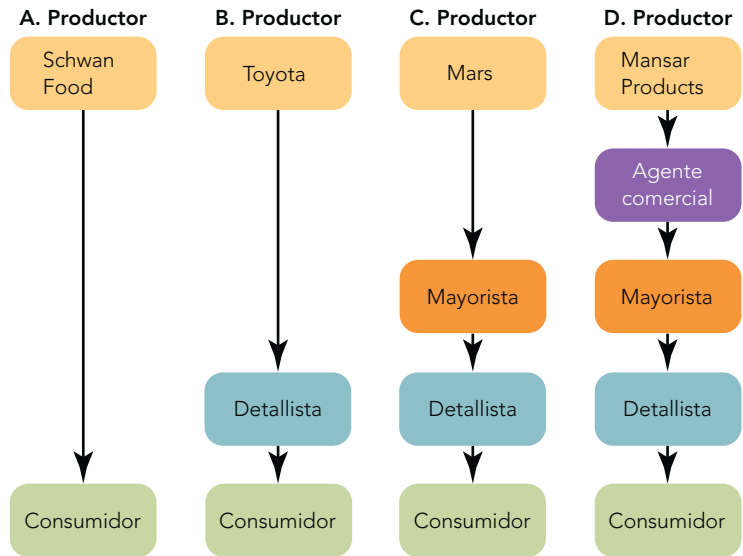 A. Productor
B. Productor
C. Productor
D. Productor
Schwan
Food
Toyota
Mars
Mansar
Products
Agente
comercial
Mayorista
Mayorista
Detallista
Detallista
Detallista
Consumidor
Consumidor
Consumidor
Consumidor